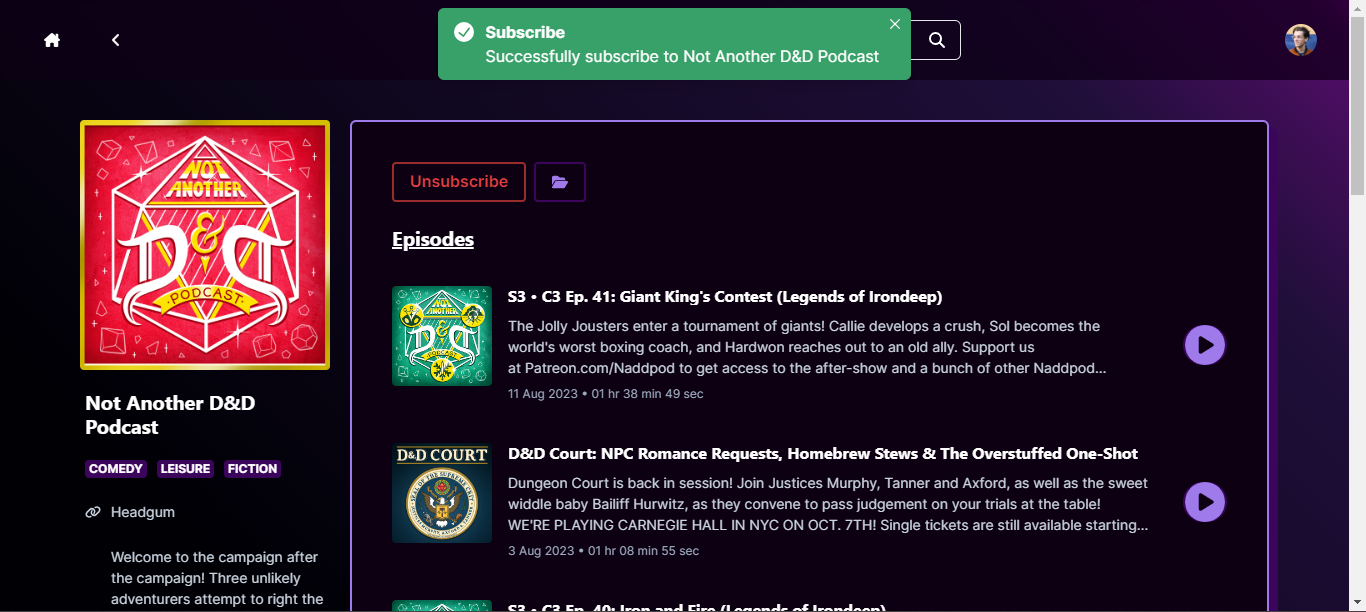 Subscribe
Successfully subscribe to Not Another D&D Podcast
NOT
ANOTHER
D&D
PODCAST
Not Another D&D
Podcast
COMEDY LEISURE FICTION
Headgum
Welcome to the campaign after
the campaign! Three unlikely
adventurers attempt to right the
Unsubscribe
Episodes
NOT
ANOTHER
D&D
PODCAST
S3 • C3 Ep. 41: Giant King's Contest (Legends of Irondeep)
The Jolly Jousters enter a tournament of giants! Callie develops a crush, Sol becomes the
world's worst boxing coach, and Hardwon reaches out to an old ally. Support us
at Patreon.com/Naddpod to get access to the after-show and a bunch of other Naddpod...
11 Aug 2023 • 01 hr 38 min 49 sec
D&D COURT
D&D Court: NPC Romance Requests, Homebrew Stews & The Overstuffed One-Shot
Dungeon Court is back in session! Join Justices Murphy, Tanner and Axford, as well as the sweet
widdle baby Bailiff Hurwitz, as they convene to pass judgement on your trials at the table!
WE'RE PLAYING CARNEGIE HALL IN NYC ON OCT. 7TH! Single tickets are still available starting...
3 Aug 2023 • 01 hr 08 min 55 sec
S3 • C3 Ep. 40: Iron and Fire (Legends of Irondeep)